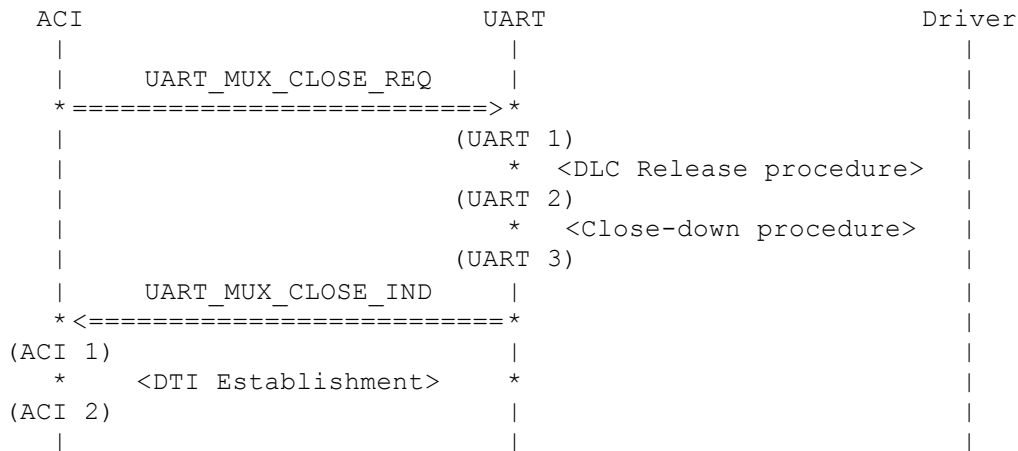 ACI UART Driver
UART_MUX_CLOSE_REQ
(UART 1)
<DLC Release procedure>
(UART 2)
<Close-down procedure>
(UART 3)
UART_MUX_CLOSE_IND
(ACI 1)
<DTI Establishment>
(ACI 2)